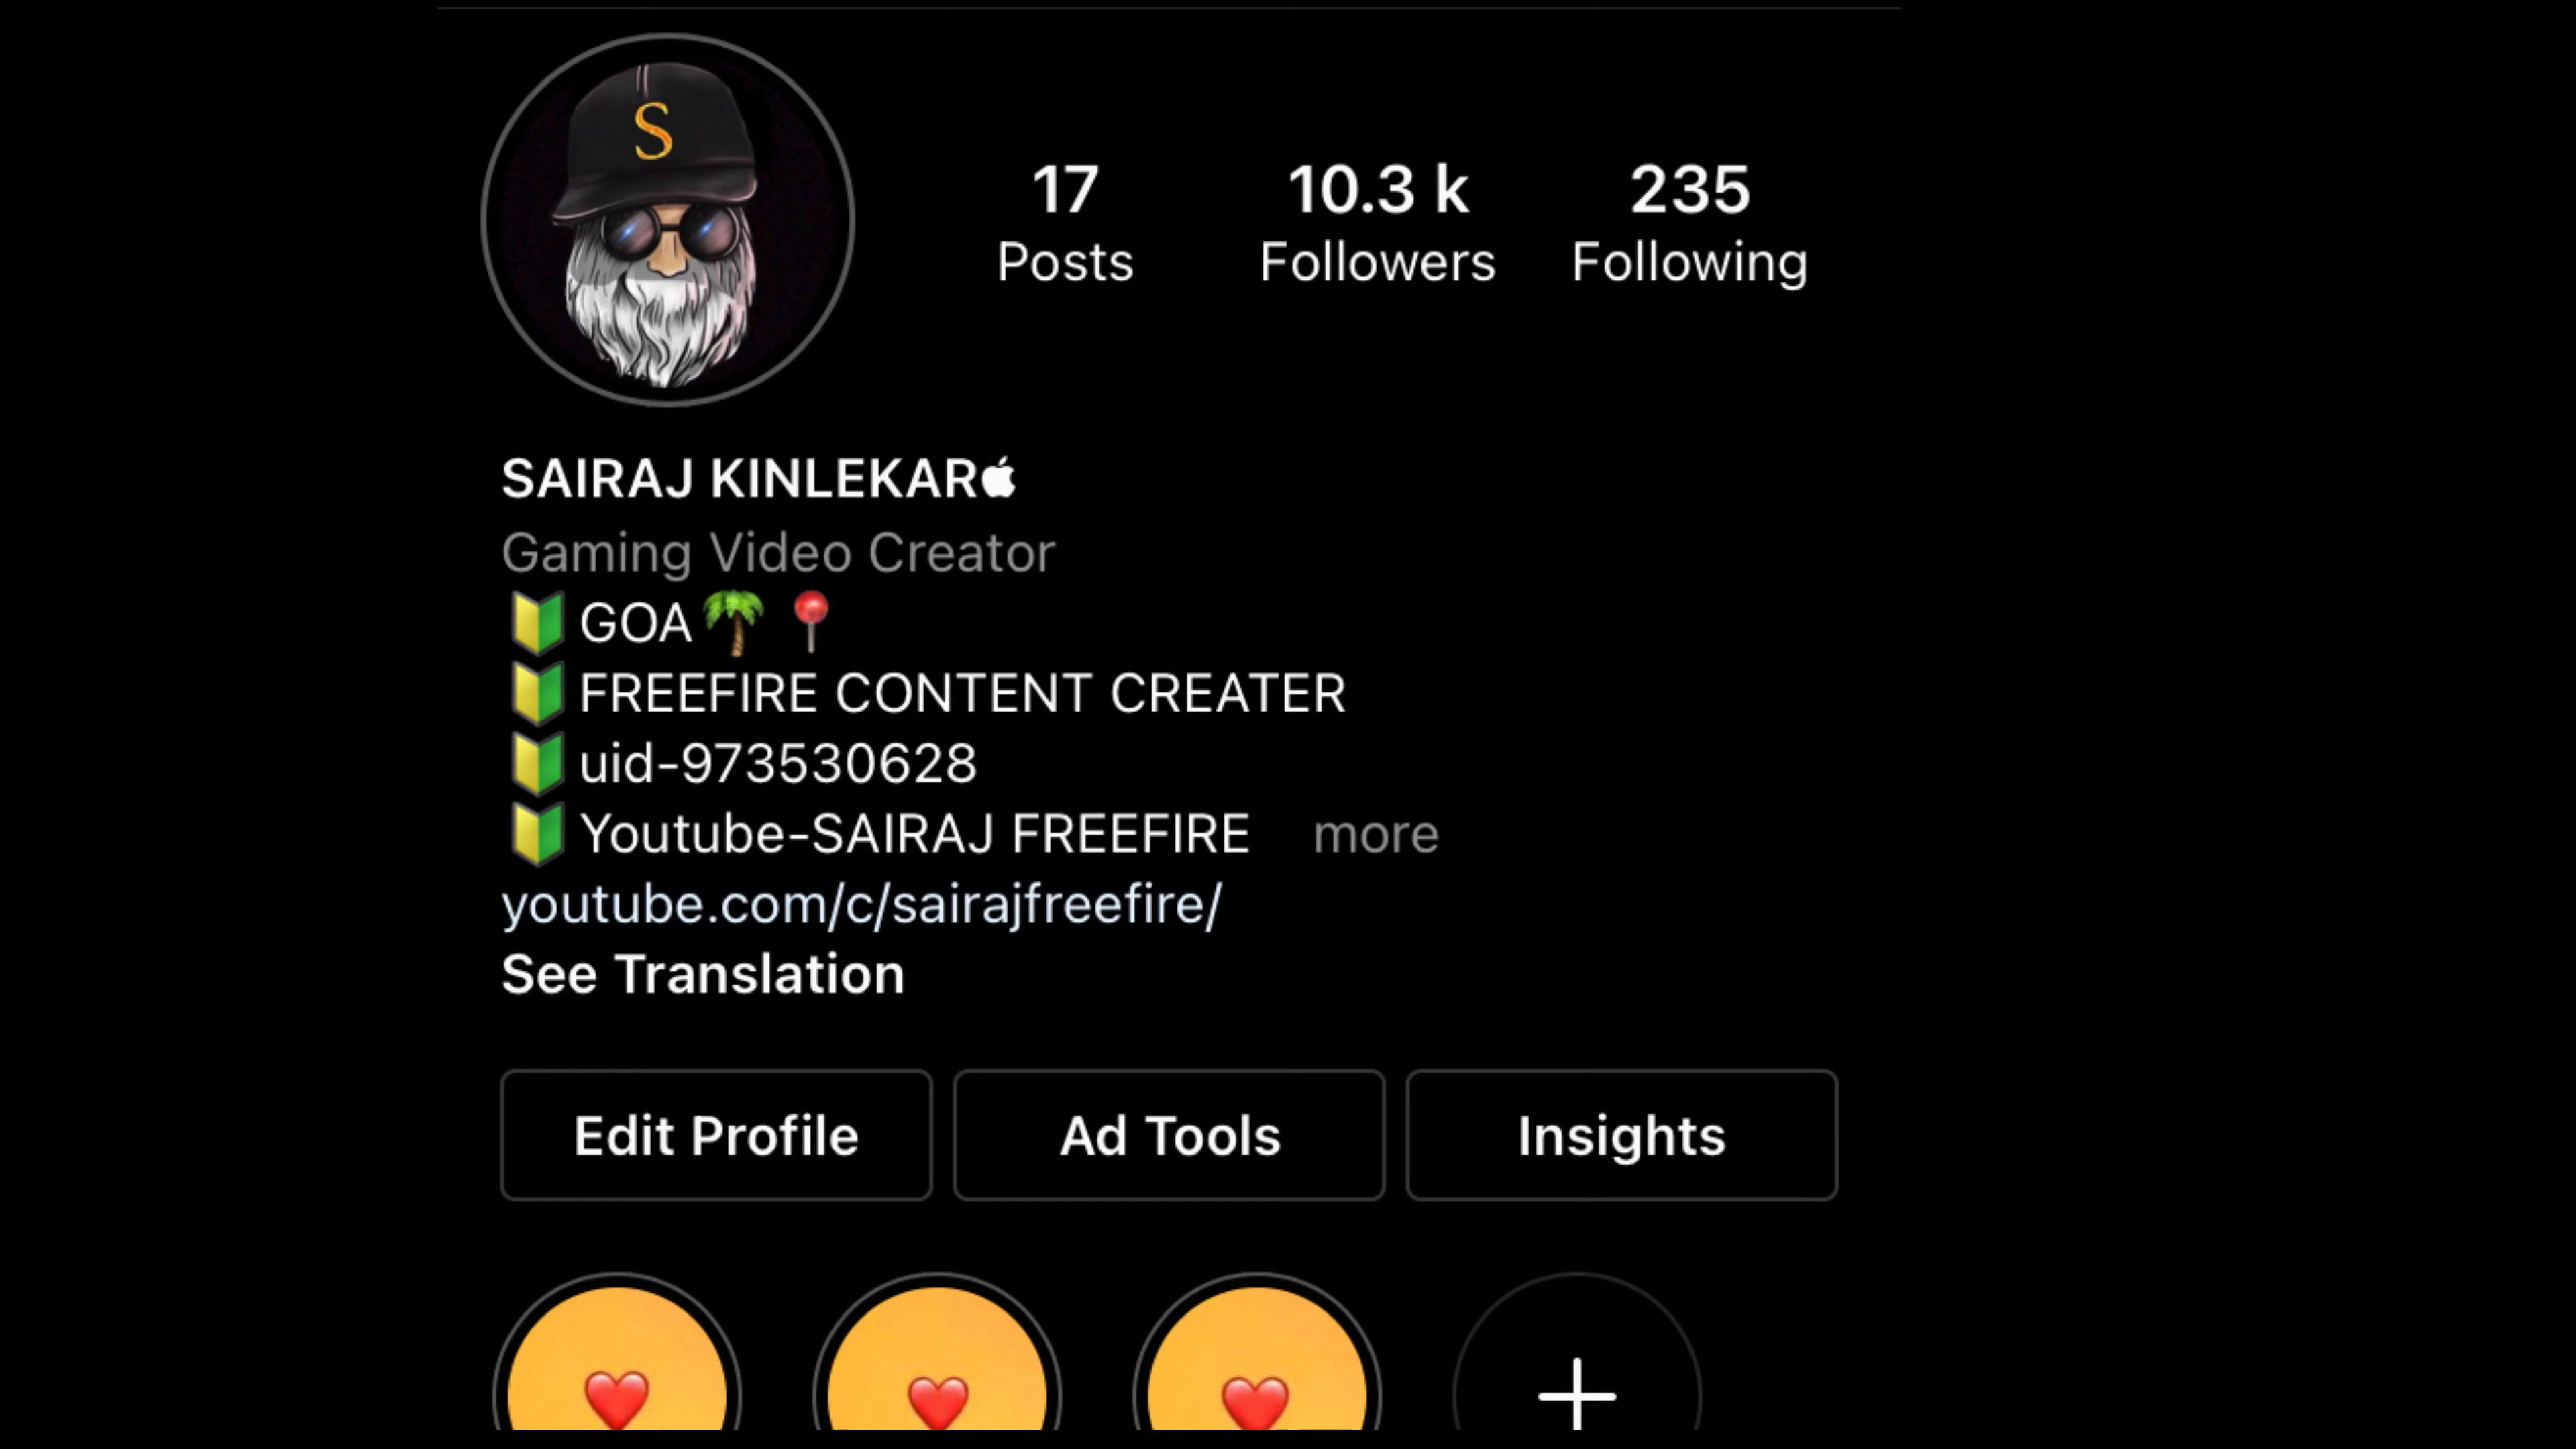 S
17 10.3 k 235
Posts Followers Following
SAIRAJ KINLEKAR
Gaming Video Creator
🔰GOA🌴📍
🔰FREEFIRE CONTENT CREATER
🔰uid-973530628
🔰Youtube-SAIRAJ FREEFIRE more
youtube.com/c/sairajfreefire/
See Translation
Edit Profile Ad Tools Insights